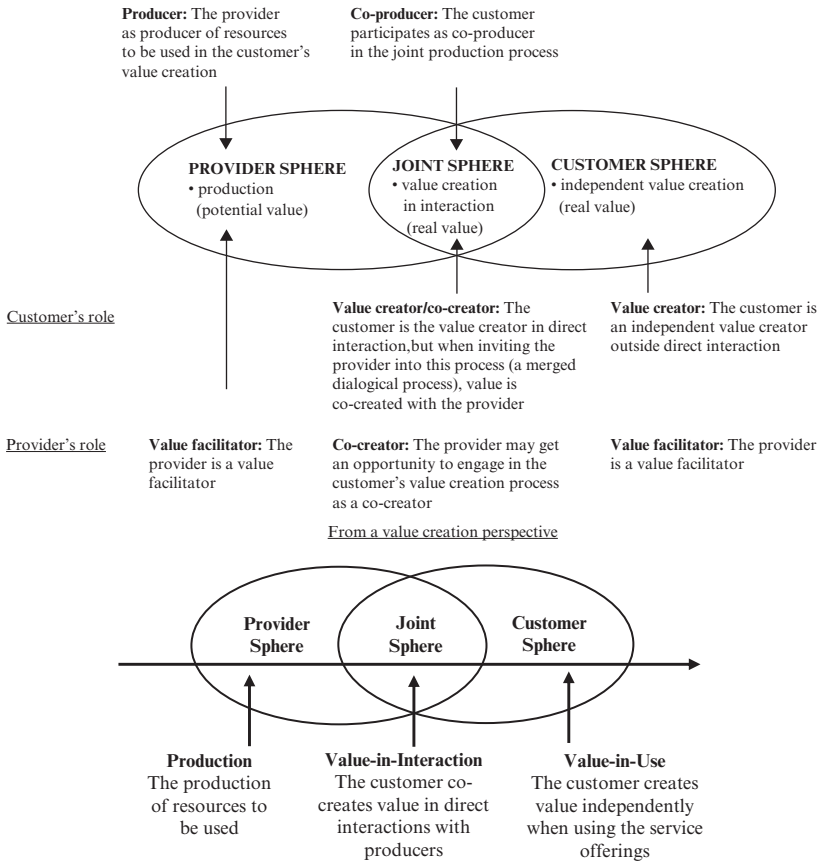 Producer: The provider
as producer of resources
to be used in the customer's
value creation
Co-producer: The customer
participates as co-producer
in the joint production process
PROVIDER SPHERE
• production
(potential value)
JOINT SPHERE
• value creation
in interaction
(real value)
CUSTOMER SPHERE
• independent value creation
(real value)
Customer's role
Value creator/co-creator: The
customer is the value creator in direct
interaction,but when inviting the
provider into this process (a merged
dialogical process), value is
co-created with the provider
Value creator: The customer is
an independent value creator
outside direct interaction
Provider's role
Value facilitator: The
provider is a value
facilitator
Co-creator: The provider may get
an opportunity to engage in the
customer's value creation process
as a co-creator
Value facilitator: The provider
is a value facilitator
From a value creation perspective
Provider
Sphere
Joint
Sphere
Customer
Sphere
Production
The production
of resources to
be used
Value-in-Interaction
The customer co-
creates value in direct
interactions with
producers
Value-in-Use
The customer creates
value independently
when using the service
offerings